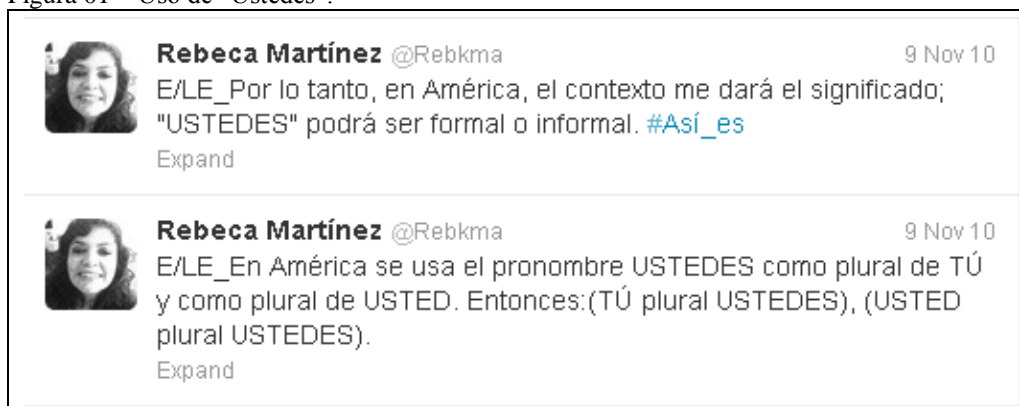 Figura 01 – Uso de "Ustedes".
Rebeca Martínez @Rebkma 9 Nov 10
E/LE_Por lo tanto, en América, el contexto me dará el significado;
"USTEDES" podrá ser formal o informal. #Así_es
Expand
Rebeca Martínez @Rebkma 9 Nov 10
E/LE_En América se usa el pronombre USTEDES como plural de TÚ
y como plural de USTED. Entonces:(TÚ plural USTEDES), (USTED
plural USTEDES).
Expand